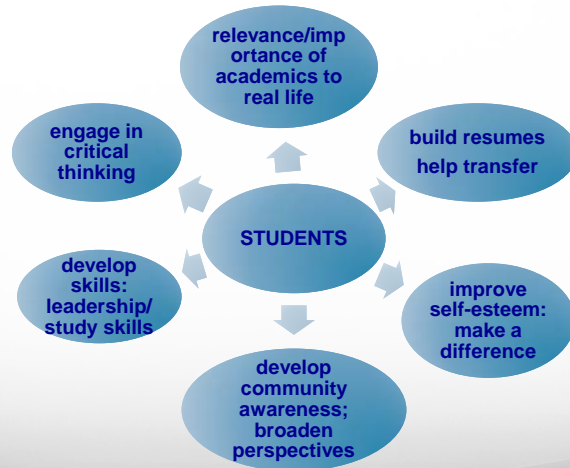 relevance/imp
ortance of
academics to
real life
build resumes
help transfer
improve
self-esteem:
make a
difference
develop
community
awareness;
broaden
perspectives
develop
skills:
leadership/
study skills
engage in
critical
thinking
STUDENTS